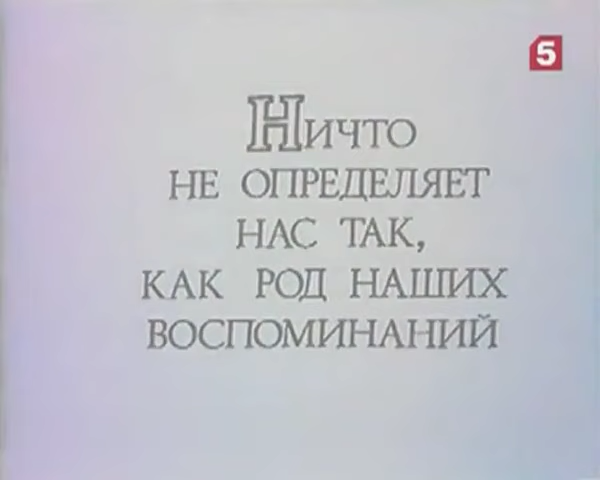 5
Ничто
НЕ ОПРЕДЕЛЯЕТ
НАС ТАК,
КАК РОД НАШИХ
ВОСПОМИНАНИЙ